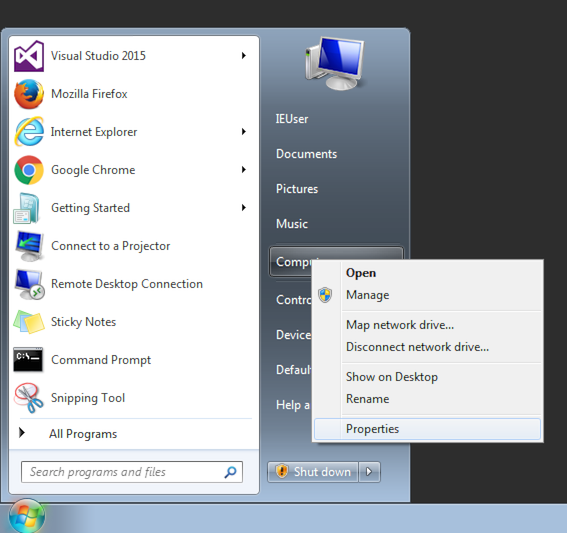 Visual Studio 2015
Mozilla Firefox
Internet Explorer
Google Chrome
Getting Started
Connect to a Projector
Remote Desktop Connection
Sticky Notes
Command Prompt
Snipping Tool
All Programs
Search programs and files
IEUser
Documents
Pictures
Music
Comp
Contro
Device
Defaul
Help a
Shut down
Open
Manage
Map network drive...
Disconnect network drive...
Show on Desktop
Rename
Properties